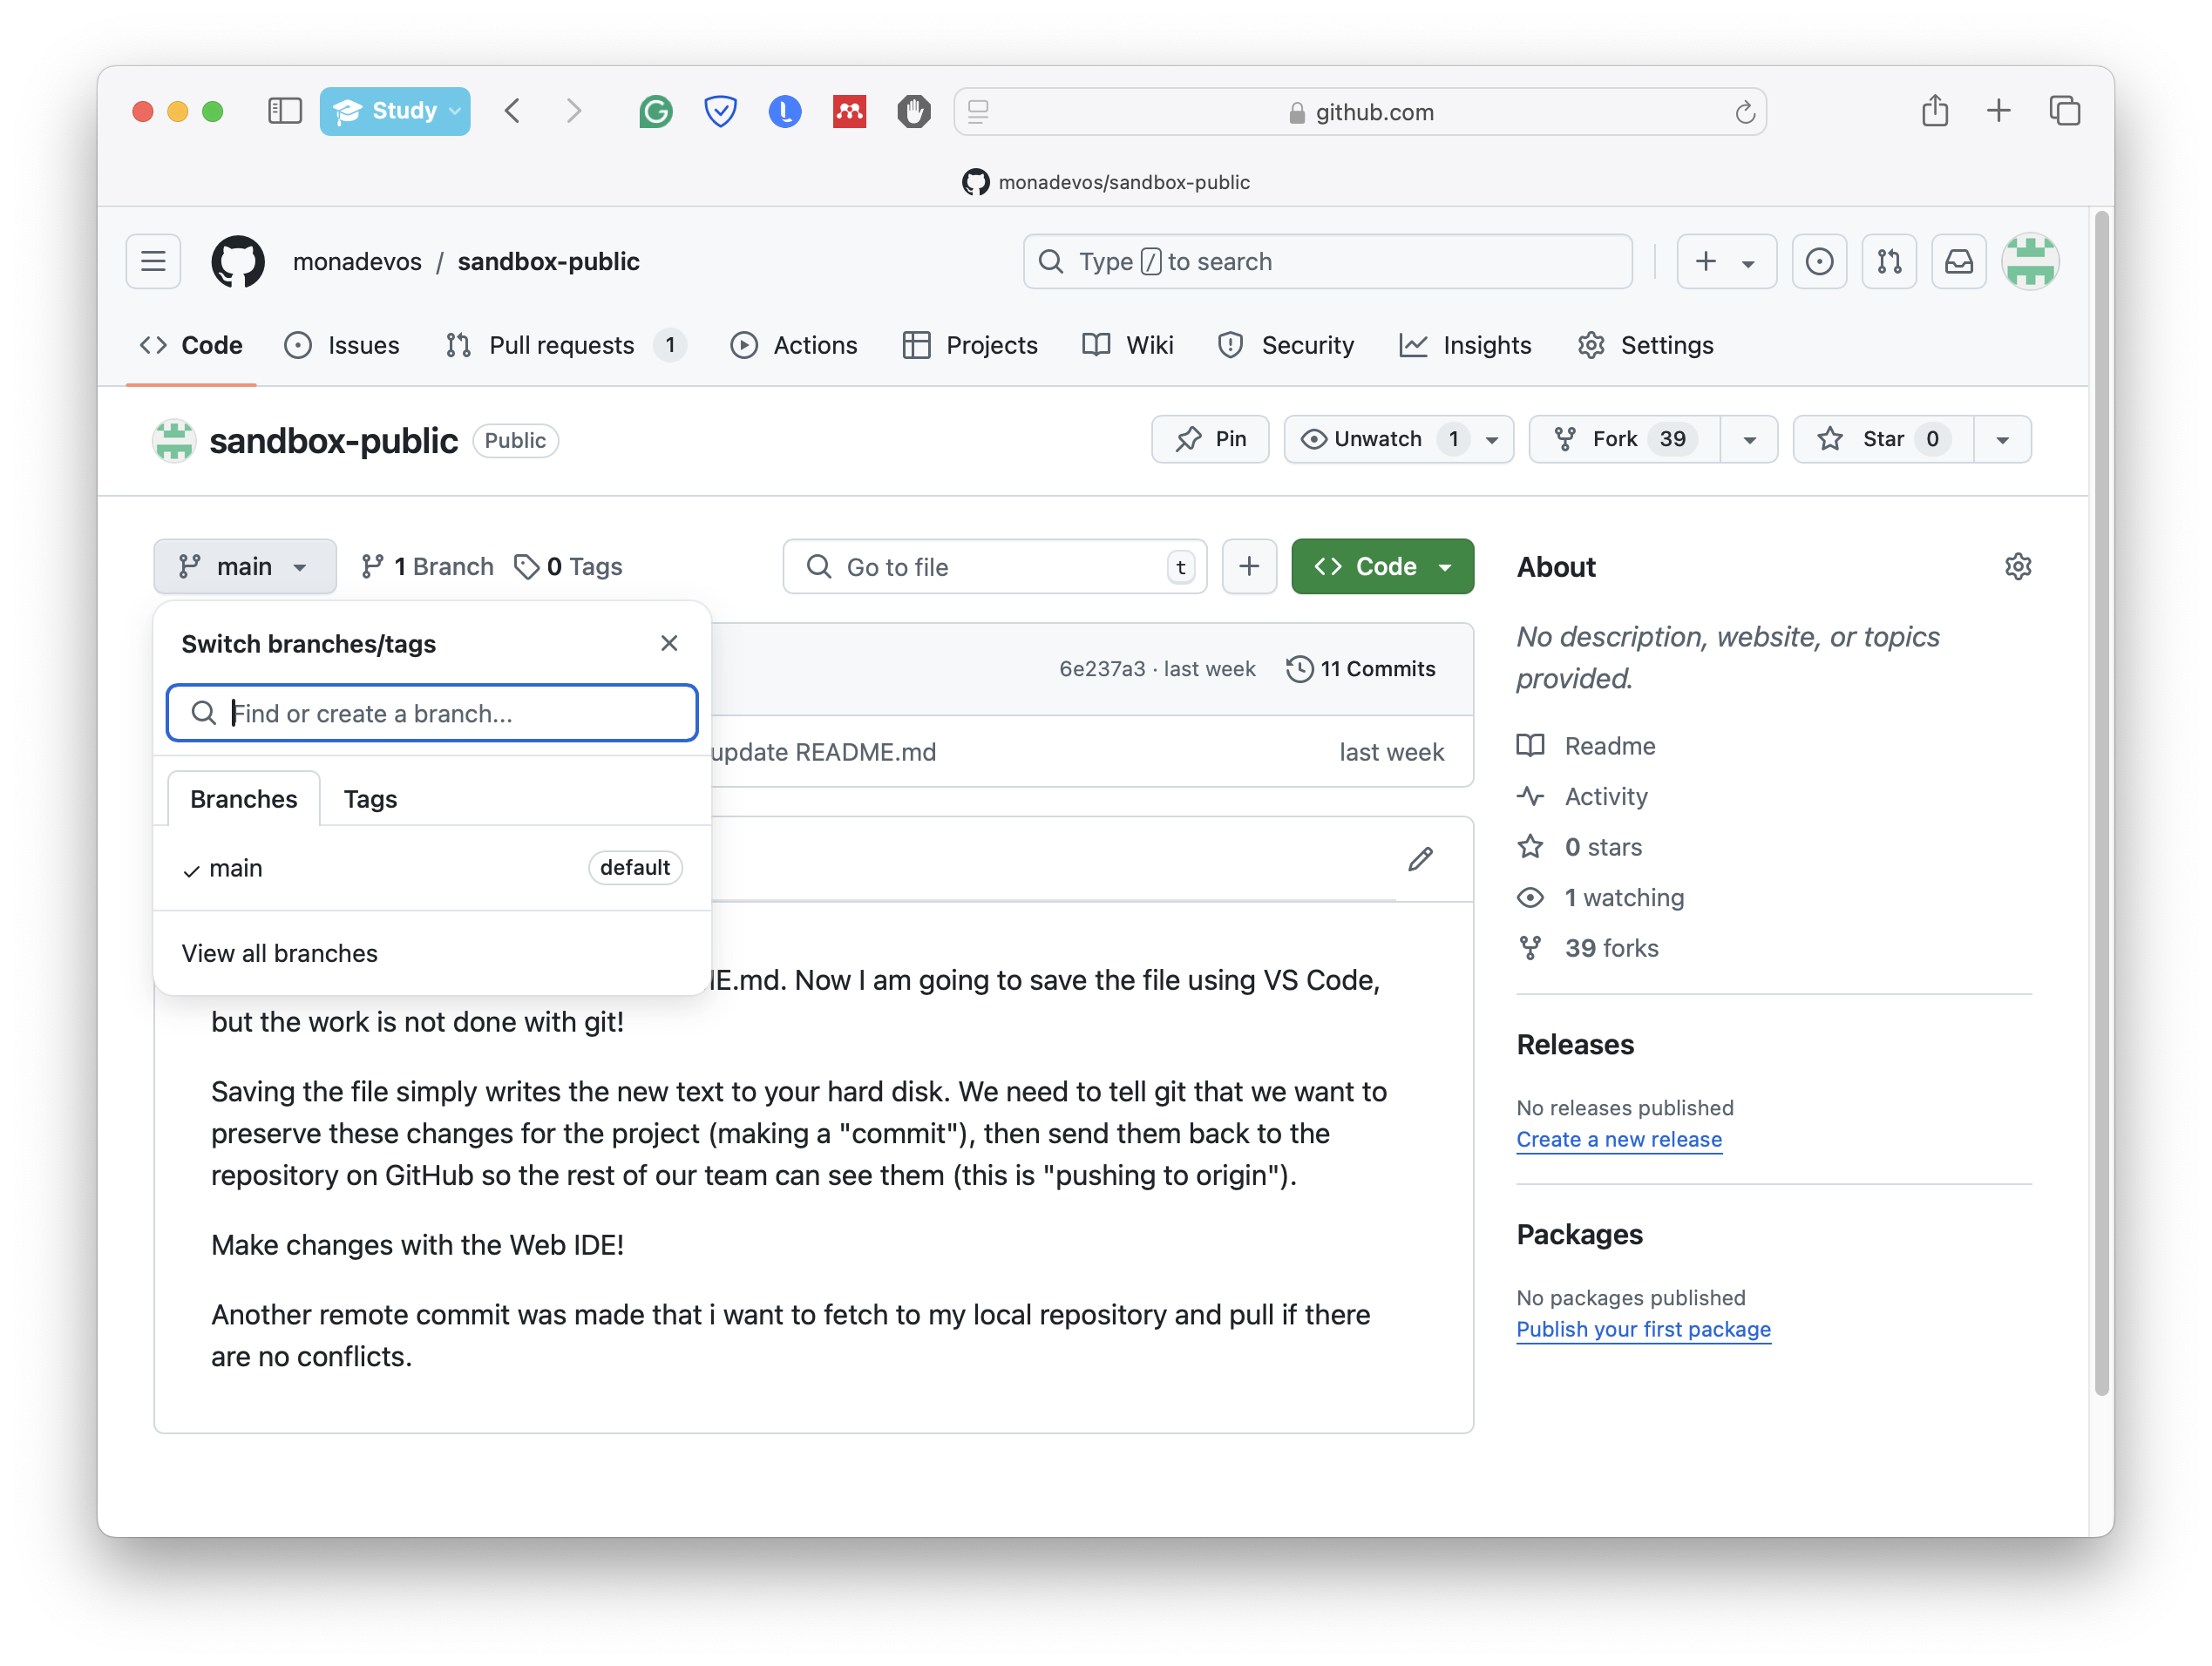 Study
github.com
monadevos/sandbox-public
monadevos / sandbox-public
Type / to search
Code
Issues
Pull requests 1
Actions
Projects
Wiki
Security
Insights
Settings
sandbox-public Public
Pin
Unwatch 1
Fork 39
Star 0
main
1 Branch
0 Tags
Go to file t
Code
Switch branches/tags
Find or create a branch...
Branches
Tags
main default
View all branches
6e237a3 · last week
11 Commits
update README.md
last week
E.md. Now I am going to save the file using VS Code,
but the work is not done with git!
Saving the file simply writes the new text to your hard disk. We need to tell git that we want to
preserve these changes for the project (making a "commit"), then send them back to the
repository on GitHub so the rest of our team can see them (this is "pushing to origin").
Make changes with the Web IDE!
Another remote commit was made that i want to fetch to my local repository and pull if there
are no conflicts.
About
No description, website, or topics
provided.
Readme
Activity
0 stars
1 watching
39 forks
Releases
No releases published
Create a new release
Packages
No packages published
Publish your first package